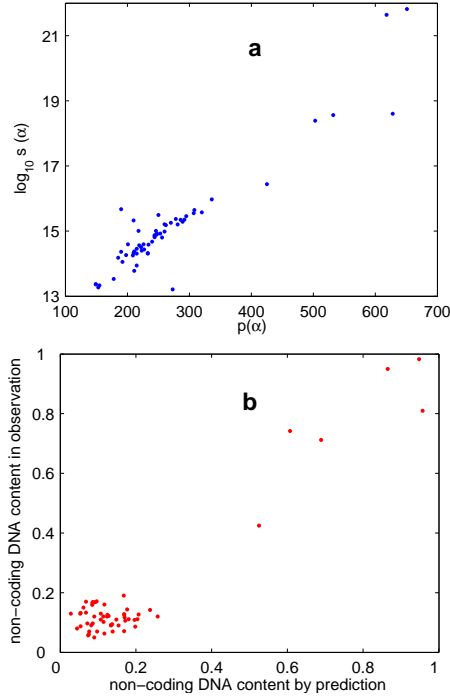 a
21
19
17
15
13
log10 s (α)
100 200 300 400 500 600 700
p(α)
b
1
0.8
0.6
0.4
0.2
0
non−coding DNA content in observation
0 0.2 0.4 0.6 0.8 1
non−coding DNA content by prediction